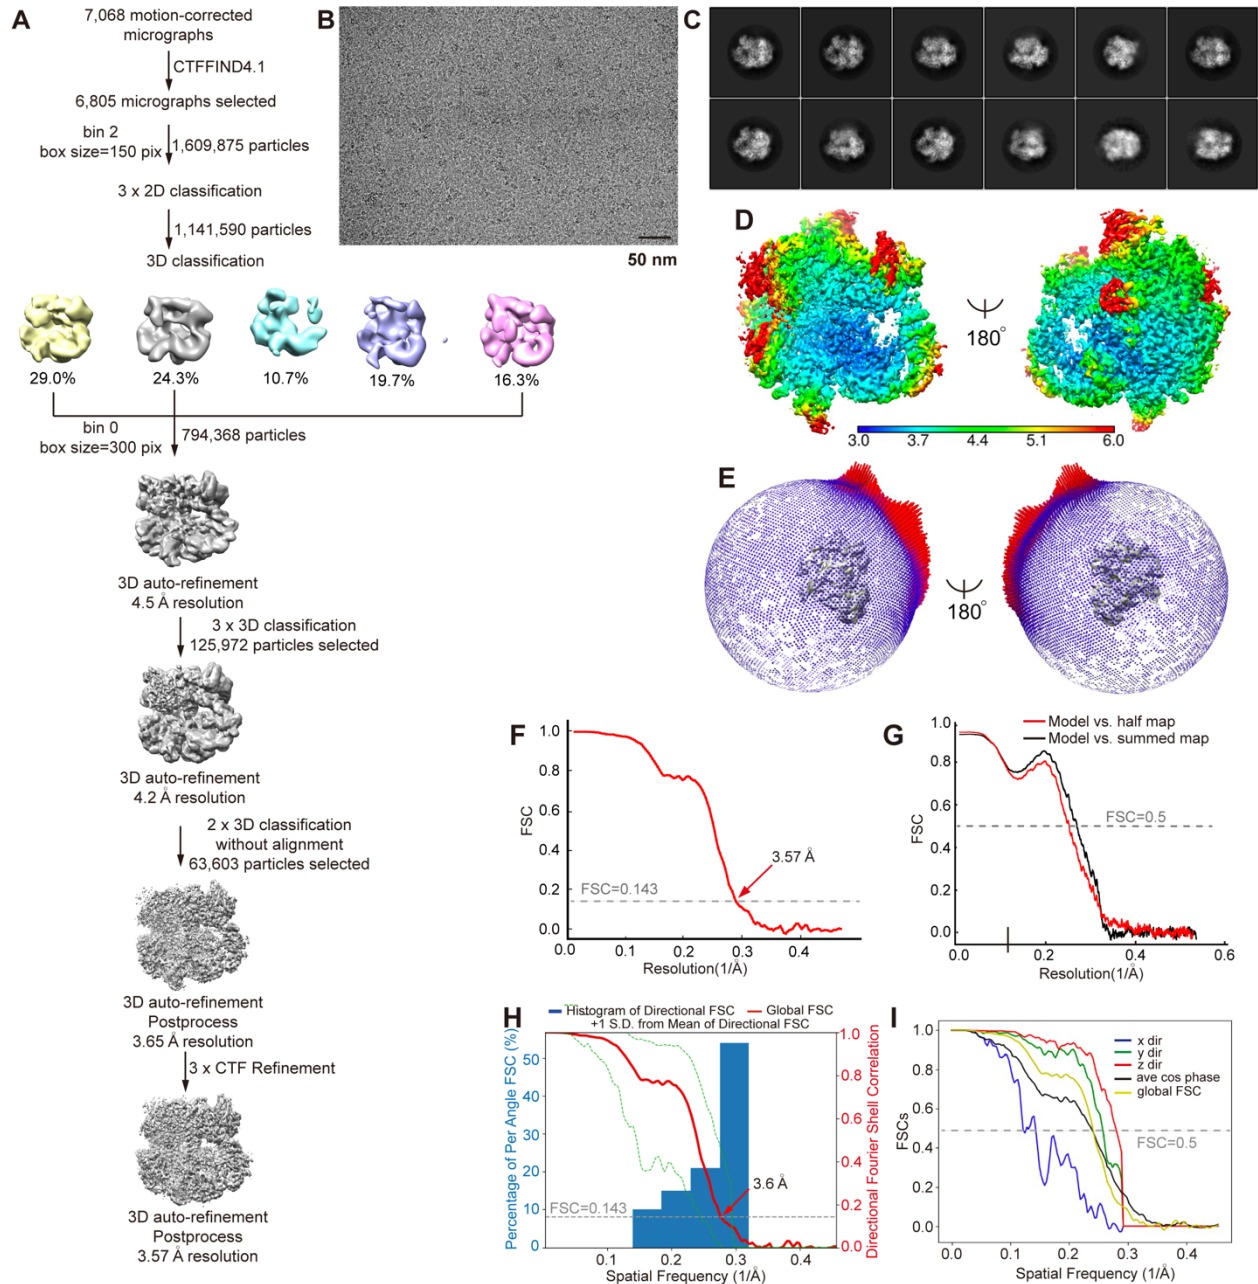 A
7,068 motion-corrected
micrographs
CTFFIND4.1
6,805 micrographs selected
bin 2
box size=150 pix
1,609,875 particles
3 x 2D classification
1,141,590 particles
3D classification
29.0%
24.3%
10.7%
19.7%
16.3%
bin 0
box size=300 pix
794,368 particles
3D auto-refinement
4.5 Å resolution
3 x 3D classification
125,972 particles selected
3D auto-refinement
4.2 Å resolution
2 x 3D classification
without alignment
63,603 particles selected
3D auto-refinement
Postprocess
3.65 Å resolution
3 x CTF Refinement
3D auto-refinement
Postprocess
3.57 Å resolution
B
50 nm
C
D
180°
3.0
3.7
4.4
5.1
6.0
E
180°
F
1.0
0.8
0.6
0.4
0.2
0.0
FSC
FSC=0.143
3.57 Å
0.0
0.1
0.2
0.3
0.4
Resolution(1/Å)
G
Model vs. half map
Model vs. summed map
1.0
0.8
0.6
0.4
0.2
0.0
FSC
FSC=0.5
0.0
0.2
0.4
0.6
Resolution(1/Å)
H
Histogram of Directional FSC
Global FSC
+1 S.D. from Mean of Directional FSC
Percentage of Per Angle FSC (%)
50
40
30
20
10
0
FSC=0.143
3.6 Å
1.0
0.8
0.6
0.4
0.2
0.0
Directional Fourier Shell Correlation
0.1
0.2
0.3
0.4
Spatial Frequency (1/Å)
I
x dir
y dir
z dir
ave cos phase
global FSC
1.0
0.8
0.6
0.4
0.2
0.0
FSCs
FSC=0.5
0.0
0.1
0.2
0.3
0.4
Spatial Frequency (1/Å)